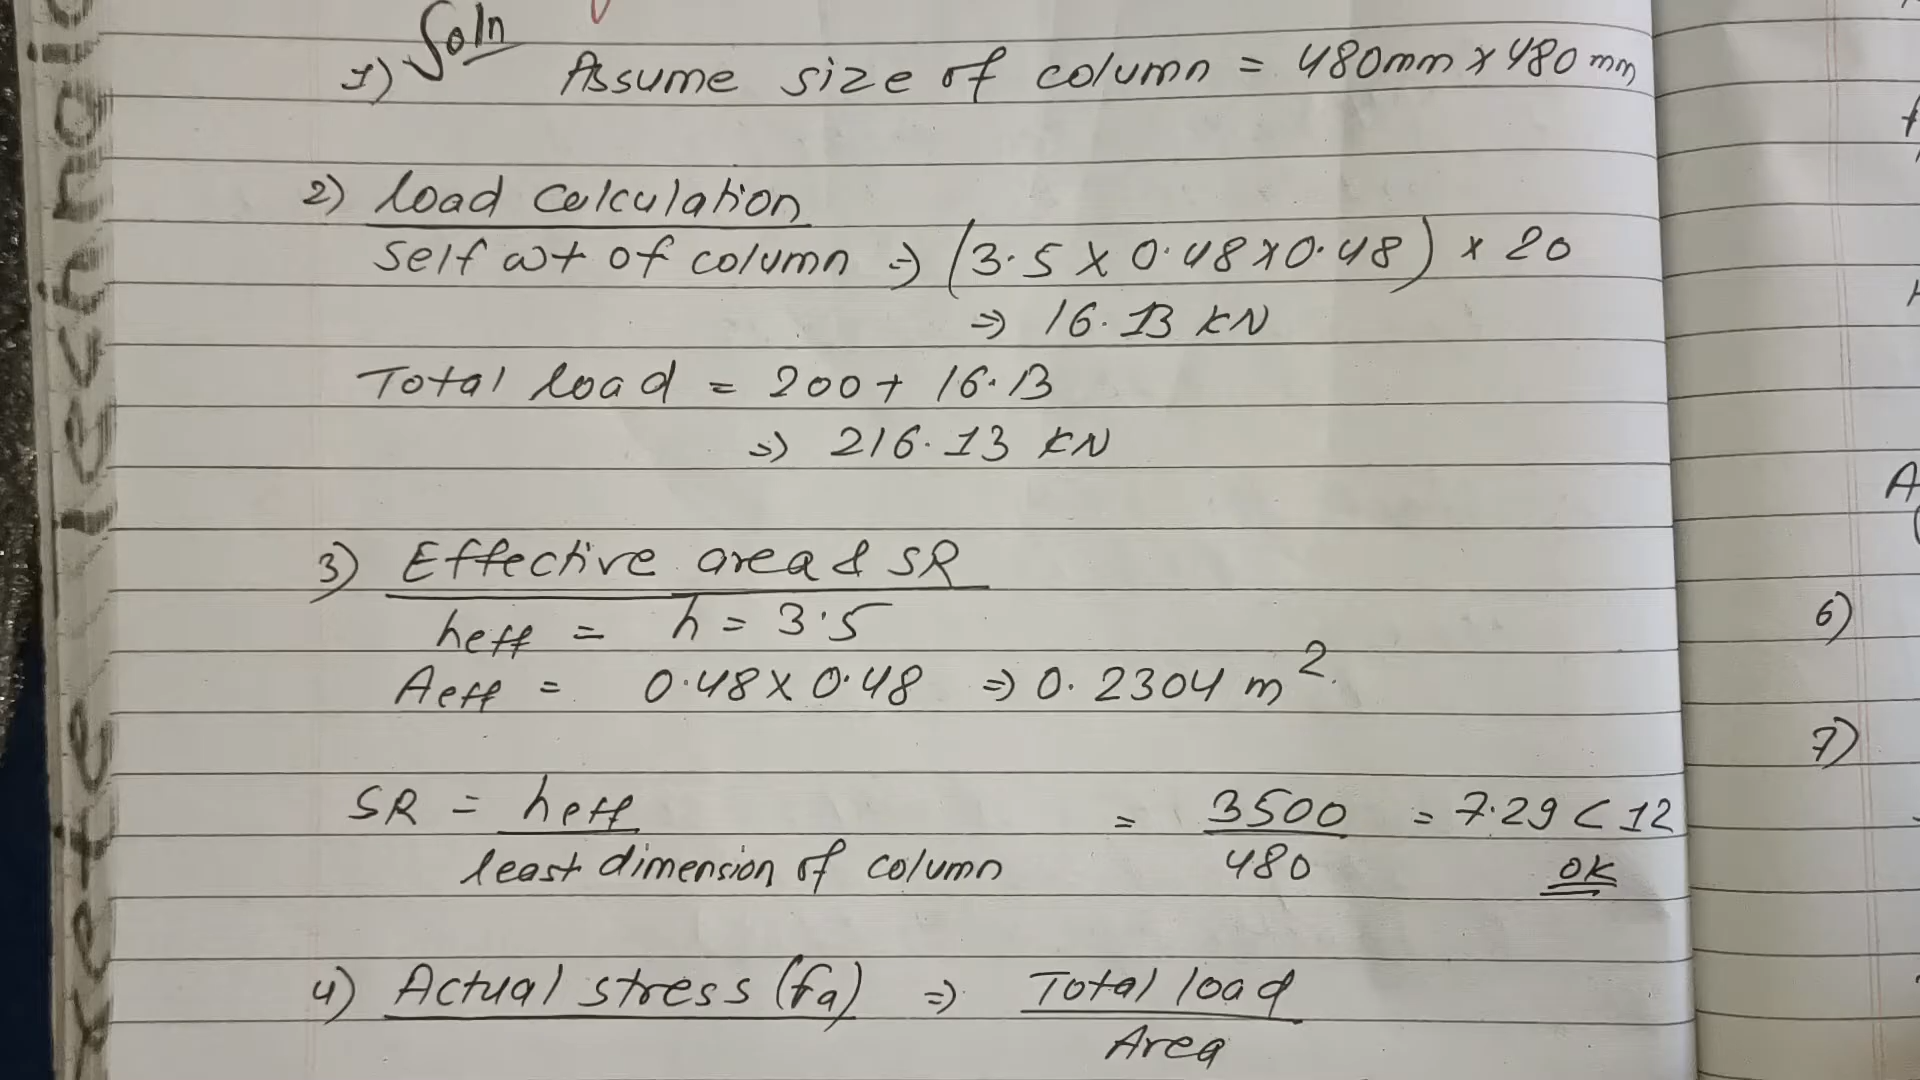 Soln
1) Assume size of column = 480mm x 480 mm
2) load calculation
Self wt of column => (3.5 x 0.48 x 0.48) x 20
=> 16.13 KN
Total load = 200 + 16.13
=> 216.13 KN
3) Effective area & SR
heff = h = 3.5
Aeff = 0.48 x 0.48 => 0.2304 m².
SR = heff / least dimension of column = 3500 / 480 = 7.29 < 12
OK
4) Actual stress (fa) => Total load / Area
6)
7)